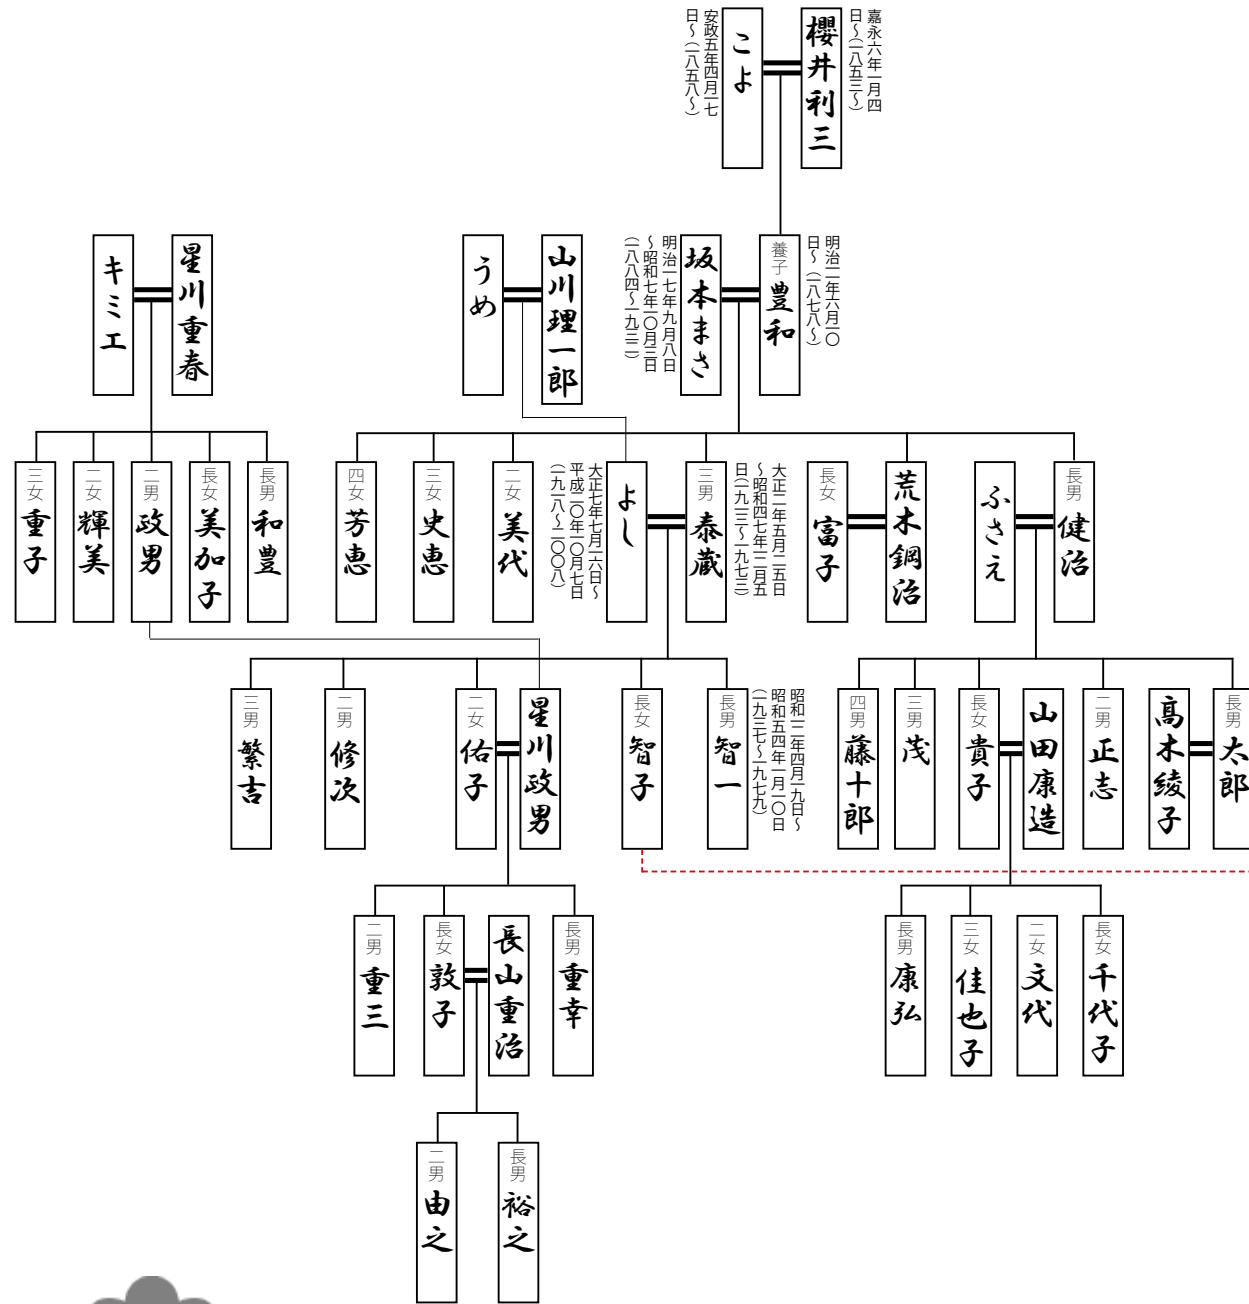 嘉永六年一月四
日〜(一八五三〜)
櫻井利三
こよ
安政五年四月一七
日〜(一八五八〜)
明治一一年六月一〇
日〜(一八七八〜)
養子 豊和
坂本まさ
明治一七年九月八日
〜昭和七年一〇月三日
(一八八四〜一九三二)
山川理一郎
うめ
星川重春
キミエ
長男 健治
ふさえ
荒木鋼治
長女 富子
大正二年五月二五日
〜昭和四七年一二月五
日(一九一三〜一九七三)
三男 泰蔵
よし
大正七年七月一六日〜
平成二〇年一〇月七日
(一九一八〜二〇〇八)
二女 美代
三女 史恵
四女 芳恵
長男 和豊
長女 美加子
二男 政男
二女 輝美
三女 重子
長男 太郎
髙木綾子
二男 正志
山田康造
長女 貴子
三男 茂
四男 藤十郎
昭和一二年四月一九日〜
昭和五四年一月一〇日
(一九三七〜一九七九)
長男 智一
長女 智子
星川政男
二女 佑子
二男 修次
三男 繁吉
長女 千代子
二女 文代
三女 佳也子
長男 康弘
長男 重幸
長山重治
長女 敦子
二男 重三
長男 裕之
二男 由之